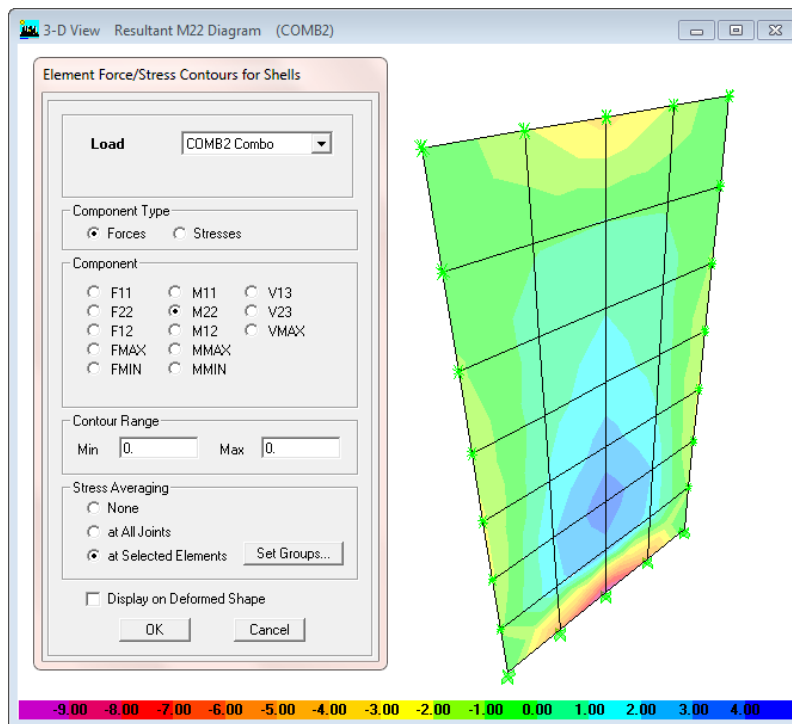 3-D View   Resultant M22 Diagram   (COMB2)
Element Force/Stress Contours for Shells
Load COMB2 Combo
Component Type
Forces Stresses
Component
F11 M11 V13
F22 M22 V23
F12 M12 VMAX
FMAX MMAX
FMIN MMIN
Contour Range
Min 0. Max 0.
Stress Averaging
None
at All Joints
at Selected Elements Set Groups...
Display on Deformed Shape
OK Cancel
-9.00 -8.00 -7.00 -6.00 -5.00 -4.00 -3.00 -2.00 -1.00 0.00 1.00 2.00 3.00 4.00